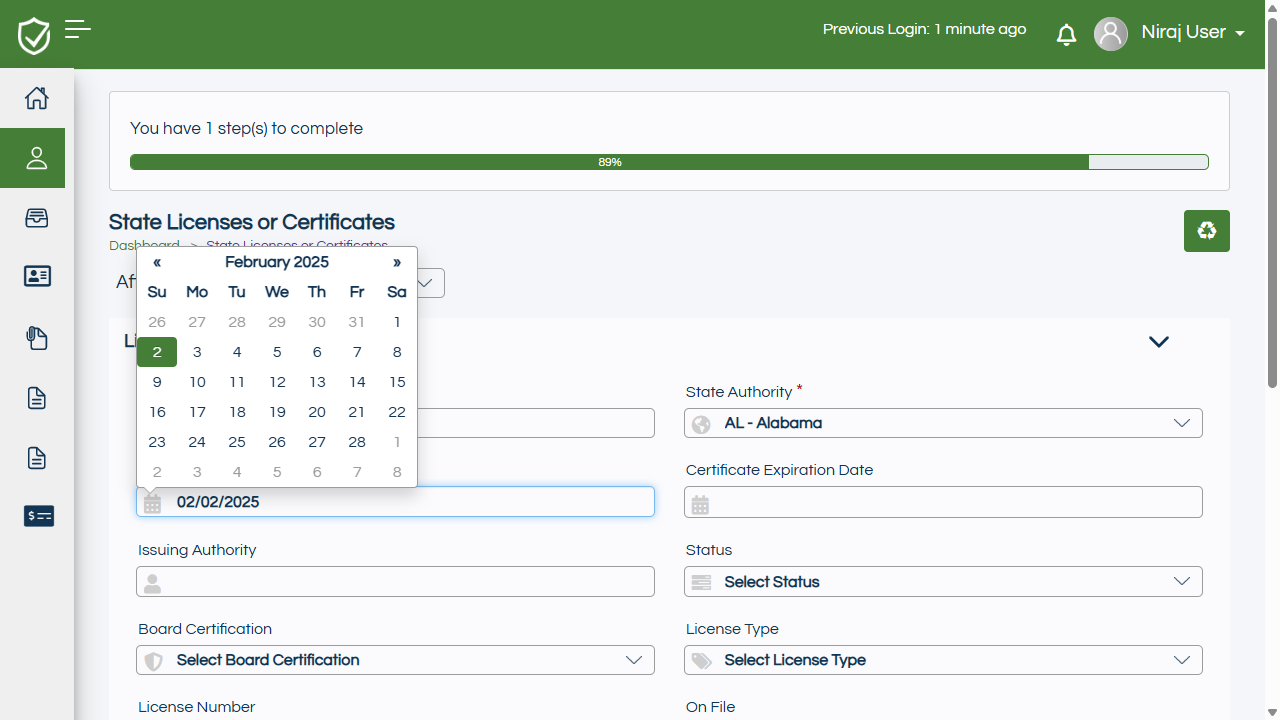 Previous Login: 1 minute ago
Niraj User
You have 1 step(s) to complete
89%
State Licenses or Certificates
Dashboard > State Licenses or Certificates
« February 2025 »
Su Mo Tu We Th Fr Sa
26 27 28 29 30 31 1
2 3 4 5 6 7 8
9 10 11 12 13 14 15
16 17 18 19 20 21 22
23 24 25 26 27 28 1
2 3 4 5 6 7 8
State Authority *
AL - Alabama
Certificate Expiration Date
02/02/2025
Issuing Authority
Status
Select Status
Board Certification
License Type
Select Board Certification
Select License Type
License Number
On File